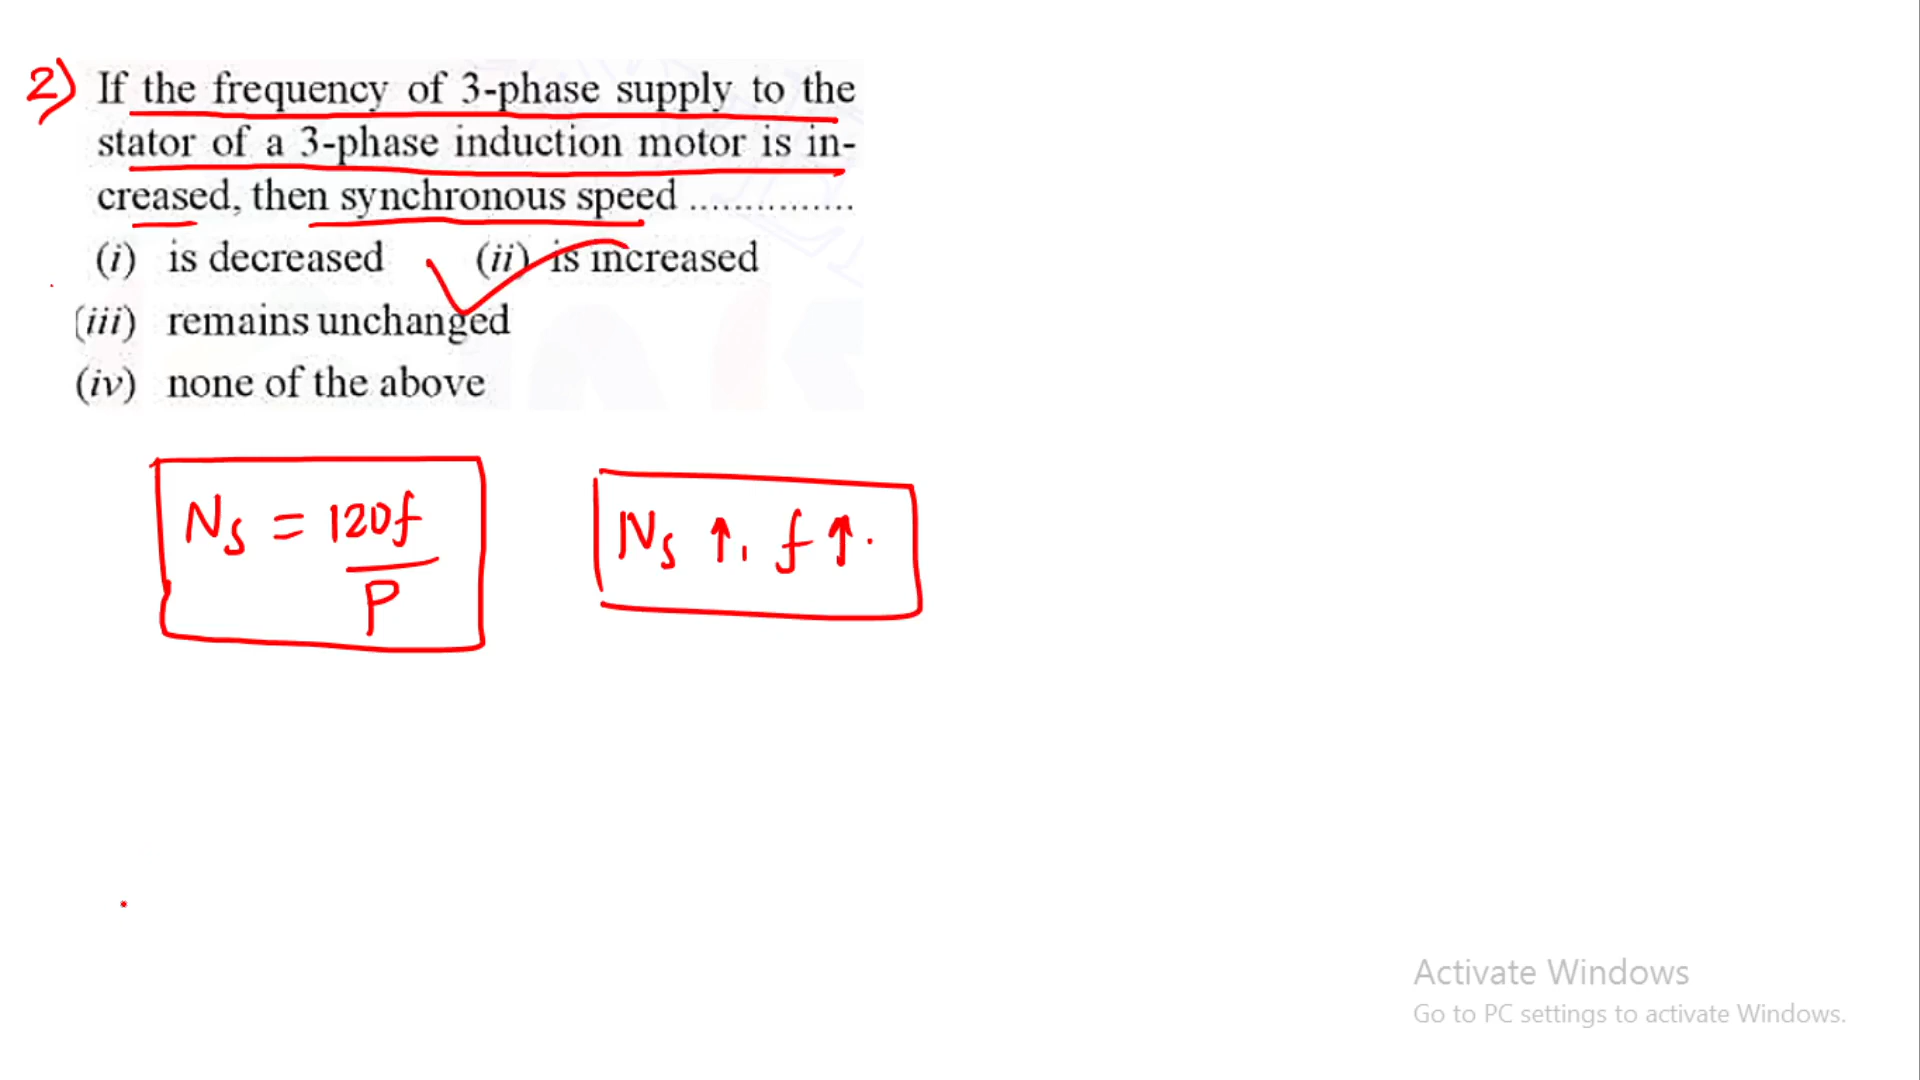 2) If the frequency of 3-phase supply to the
stator of a 3-phase induction motor is in-
creased, then synchronous speed ...............
(i) is decreased (ii) is increased
(iii) remains unchanged
(iv) none of the above
Ns = 120f
P
Ns ↑, f ↑.
Activate Windows
Go to PC settings to activate Windows.